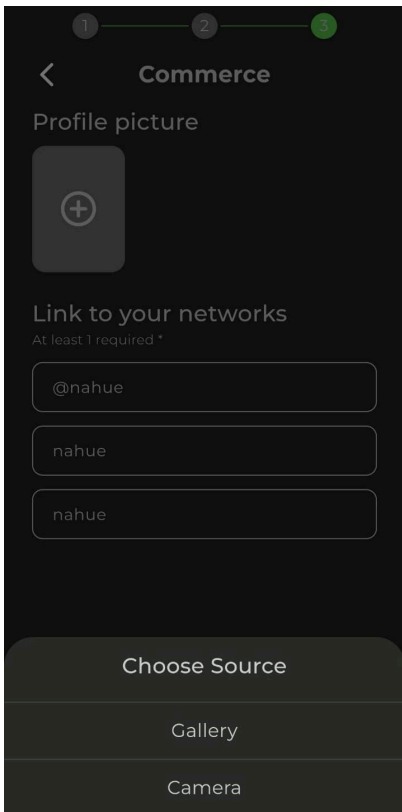 1 2 3
Commerce
Profile picture
Link to your networks
At least 1 required *
@nahue
nahue
nahue
Choose Source
Gallery
Camera